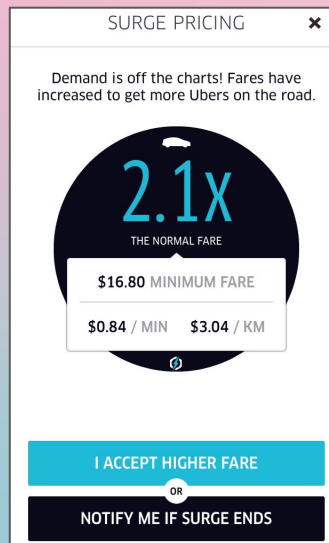 SURGE PRICING
Demand is off the charts! Fares have
increased to get more Ubers on the road.
2.1x
THE NORMAL FARE
$16.80 MINIMUM FARE
$0.84 / MIN $3.04 / KM
I ACCEPT HIGHER FARE
OR
NOTIFY ME IF SURGE ENDS